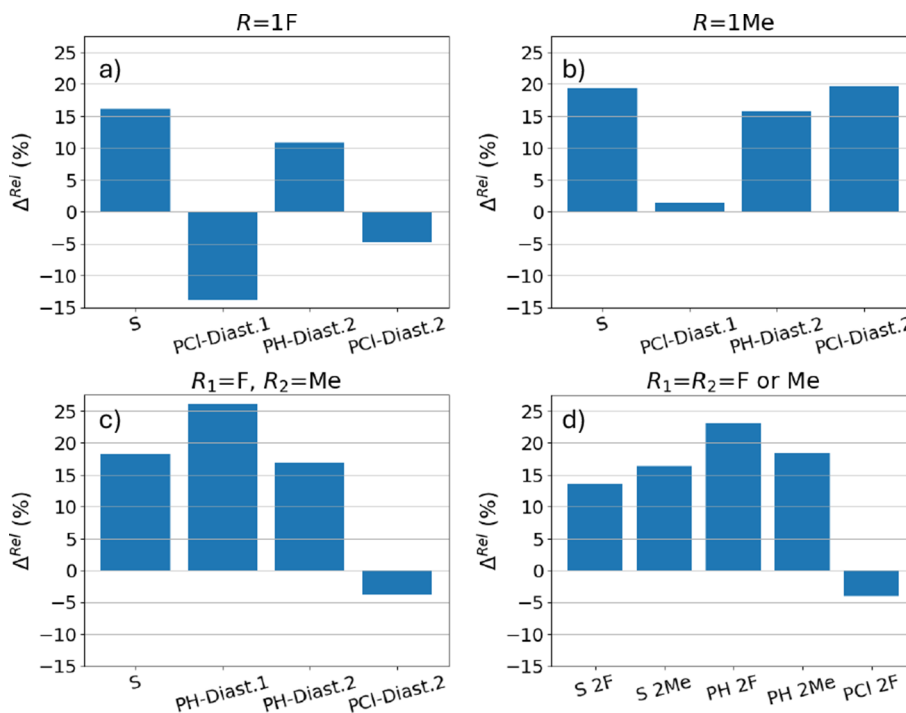 R=1F
25
20
15
10
5
0
−5
−10
−15
Δ^Rel (%)
a)
S
PCl-Diast.1
PH-Diast.2
PCl-Diast.2
R=1Me
25
20
15
10
5
0
−5
−10
−15
Δ^Rel (%)
b)
S
PCl-Diast.1
PH-Diast.2
PCl-Diast.2
R₁=F, R₂=Me
25
20
15
10
5
0
−5
−10
−15
Δ^Rel (%)
c)
S
PH-Diast.1
PH-Diast.2
PCl-Diast.2
R₁=R₂=F or Me
25
20
15
10
5
0
−5
−10
−15
Δ^Rel (%)
d)
S 2F
S 2Me
PH 2F
PH 2Me
PCl 2F